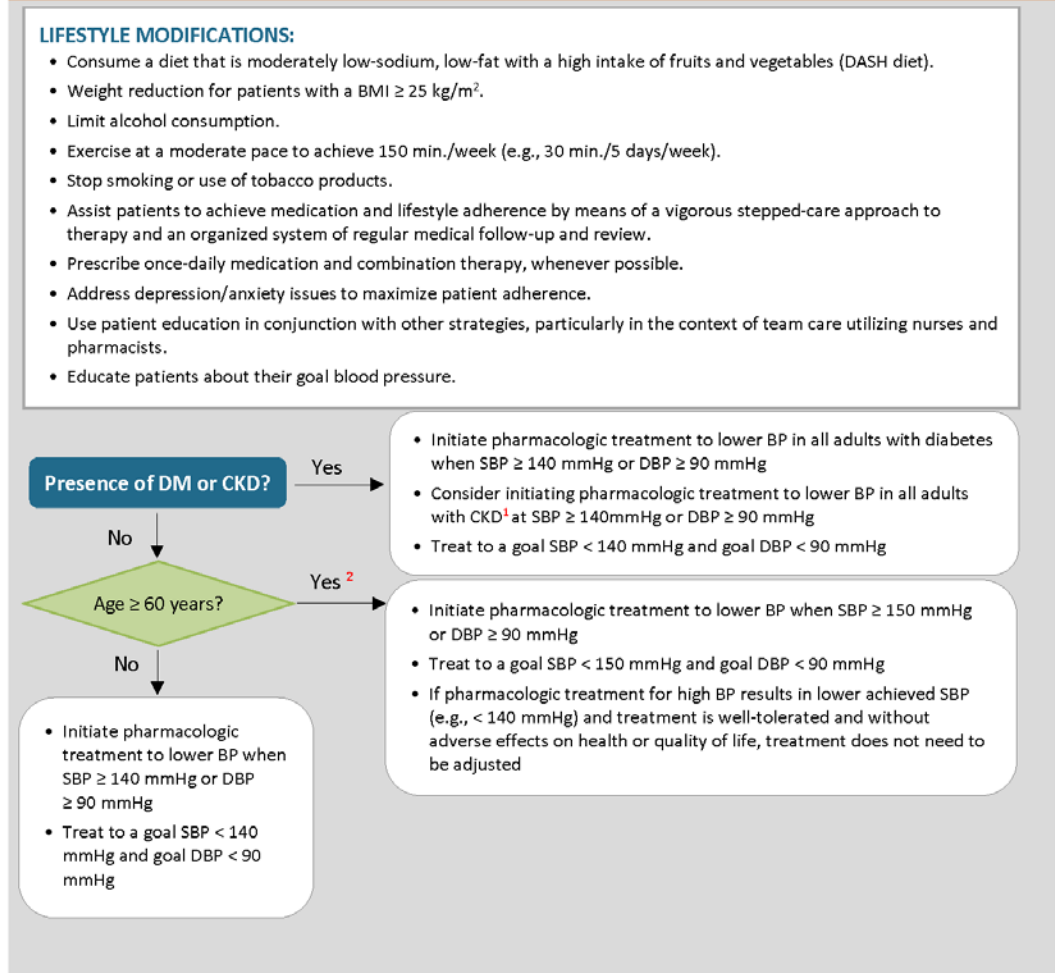 LIFESTYLE MODIFICATIONS:
• Consume a diet that is moderately low-sodium, low-fat with a high intake of fruits and vegetables (DASH diet).
• Weight reduction for patients with a BMI ≥ 25 kg/m².
• Limit alcohol consumption.
• Exercise at a moderate pace to achieve 150 min./week (e.g., 30 min./5 days/week).
• Stop smoking or use of tobacco products.
• Assist patients to achieve medication and lifestyle adherence by means of a vigorous stepped-care approach to
therapy and an organized system of regular medical follow-up and review.
• Prescribe once-daily medication and combination therapy, whenever possible.
• Address depression/anxiety issues to maximize patient adherence.
• Use patient education in conjunction with other strategies, particularly in the context of team care utilizing nurses and
pharmacists.
• Educate patients about their goal blood pressure.
Presence of DM or CKD?
Yes
• Initiate pharmacologic treatment to lower BP in all adults with diabetes
when SBP ≥ 140 mmHg or DBP ≥ 90 mmHg
• Consider initiating pharmacologic treatment to lower BP in all adults
with CKD¹ at SBP ≥ 140mmHg or DBP ≥ 90 mmHg
• Treat to a goal SBP < 140 mmHg and goal DBP < 90 mmHg
No
Age ≥ 60 years?
Yes ²
• Initiate pharmacologic treatment to lower BP when SBP ≥ 150 mmHg
or DBP ≥ 90 mmHg
• Treat to a goal SBP < 150 mmHg and goal DBP < 90 mmHg
• If pharmacologic treatment for high BP results in lower achieved SBP
(e.g., < 140 mmHg) and treatment is well-tolerated and without
adverse effects on health or quality of life, treatment does not need to
be adjusted
No
• Initiate pharmacologic
treatment to lower BP when
SBP ≥ 140 mmHg or DBP
≥ 90 mmHg
• Treat to a goal SBP < 140
mmHg and goal DBP < 90
mmHg